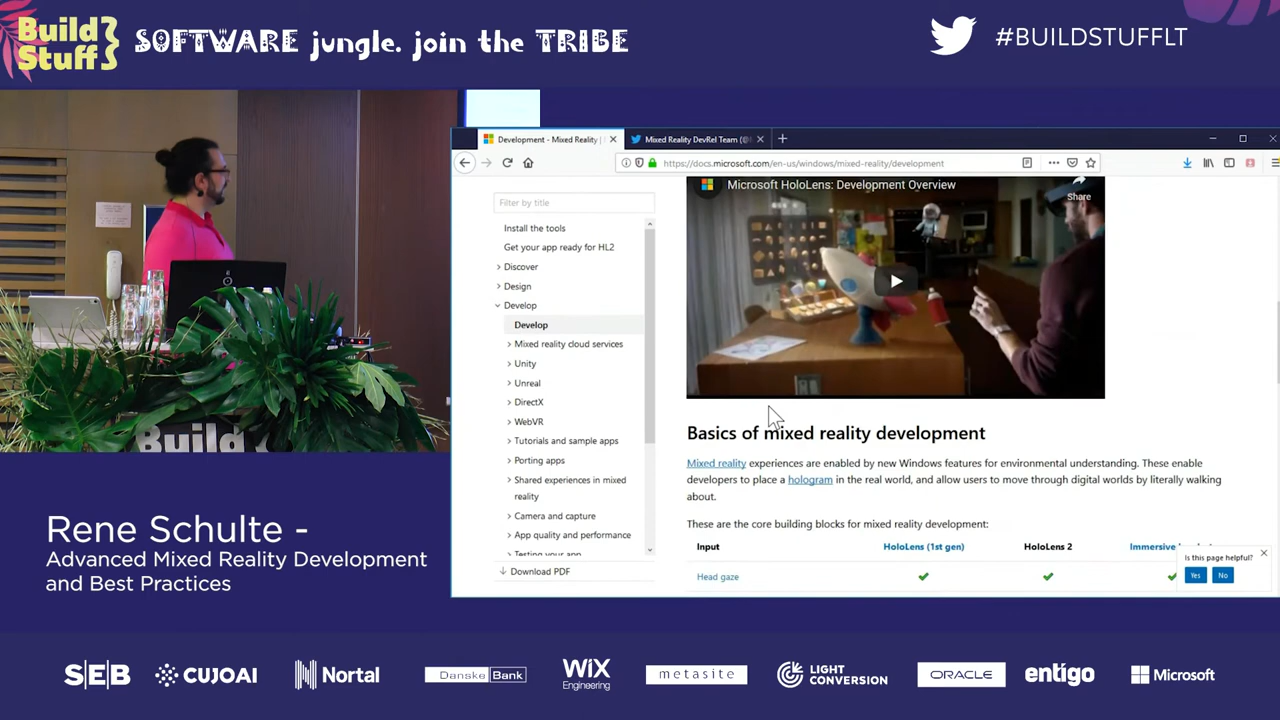 Build
Stuff
SOFTWARE jungle. join the TRIBE
#BUILDSTUFFLT
Development - Mixed Reality |
Mixed Reality DevRel Team (@
https://docs.microsoft.com/en-us/windows/mixed-reality/development
Filter by title
Install the tools
Get your app ready for HL2
Discover
Design
Develop
Develop
Mixed reality cloud services
Unity
Unreal
DirectX
WebVR
Tutorials and sample apps
Porting apps
Shared experiences in mixed
reality
Camera and capture
App quality and performance
Testing your app
Download PDF
Microsoft HoloLens: Development Overview
Share
Basics of mixed reality development
Mixed reality experiences are enabled by new Windows features for environmental understanding. These enable
developers to place a hologram in the real world, and allow users to move through digital worlds by literally walking
about.
These are the core building blocks for mixed reality development:
Input HoloLens (1st gen) HoloLens 2 Immersive
Head gaze
Is this page helpful?
Yes No
Build
Rene Schulte -
Advanced Mixed Reality Development
and Best Practices
SEB CUJOAI Nortal Danske Bank WiX Engineering metasite LIGHT CONVERSION ORACLE entigo Microsoft